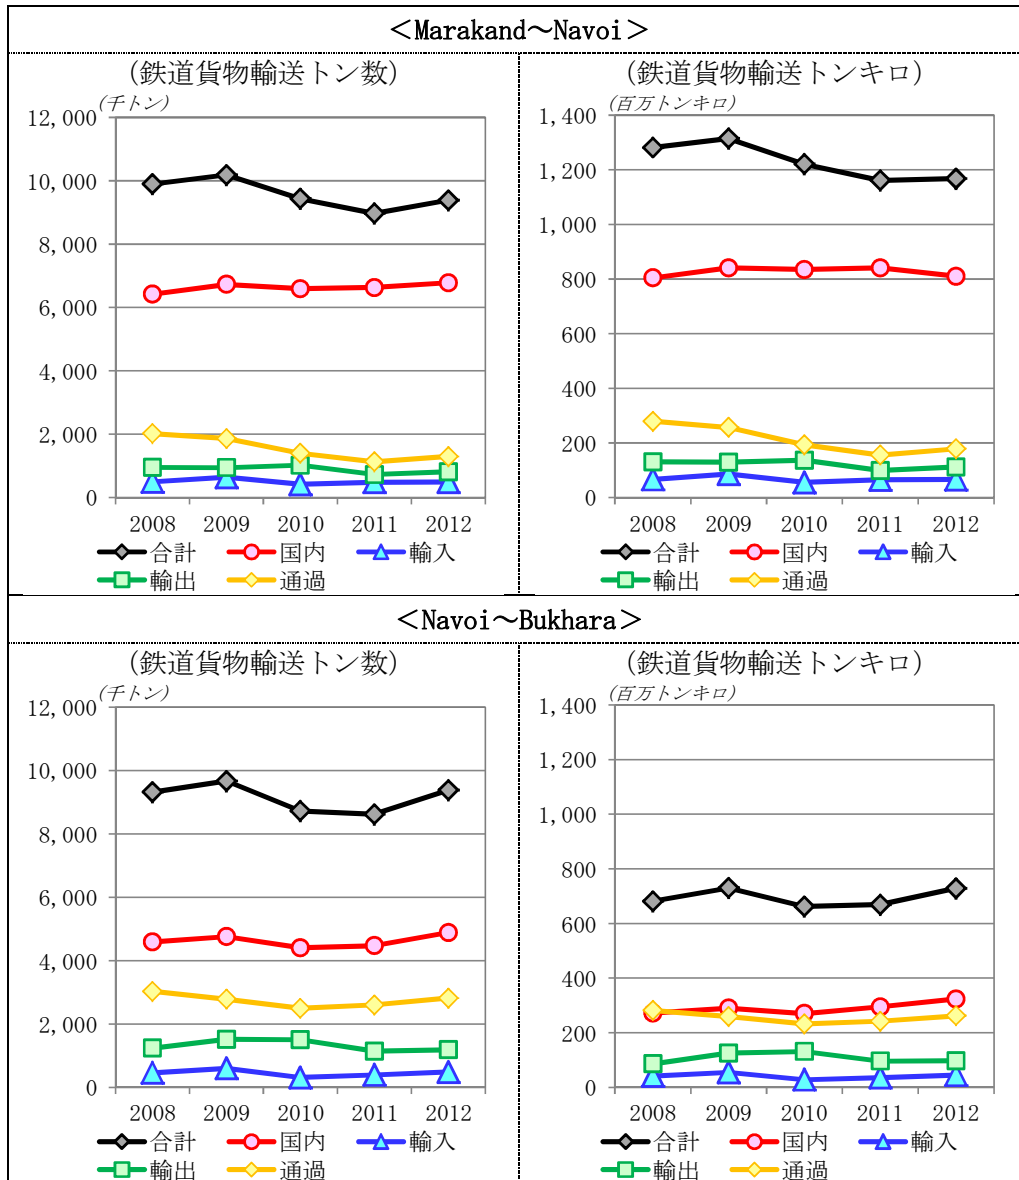 ＜Marakand～Navoi＞
（鉄道貨物輸送トン数）
(千トン)
12,000
10,000
8,000
6,000
4,000
2,000
0
2008 2009 2010 2011 2012
合計 国内 輸入
輸出 通過
（鉄道貨物輸送トンキロ）
(百万トンキロ)
1,400
1,200
1,000
800
600
400
200
0
2008 2009 2010 2011 2012
合計 国内 輸入
輸出 通過
＜Navoi～Bukhara＞
（鉄道貨物輸送トン数）
(千トン)
12,000
10,000
8,000
6,000
4,000
2,000
0
2008 2009 2010 2011 2012
合計 国内 輸入
輸出 通過
（鉄道貨物輸送トンキロ）
(百万トンキロ)
1,400
1,200
1,000
800
600
400
200
0
2008 2009 2010 2011 2012
合計 国内 輸入
輸出 通過